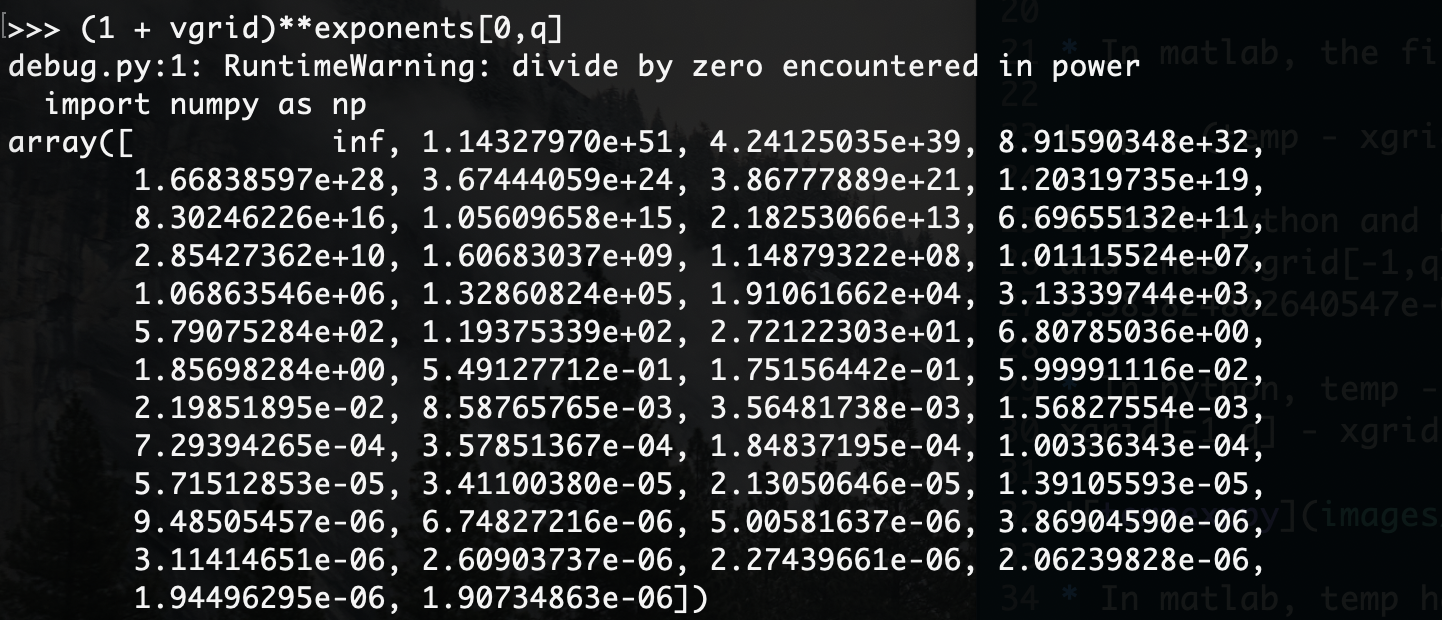 >>> (1 + vgrid)**exponents[0,q]
debug.py:1: RuntimeWarning: divide by zero encountered in power
  import numpy as np
array([            inf, 1.14327970e+51, 4.24125035e+39, 8.91590348e+32,
       1.66838597e+28, 3.67444059e+24, 3.86777889e+21, 1.20319735e+19,
       8.30246226e+16, 1.05609658e+15, 2.18253066e+13, 6.69655132e+11,
       2.85427362e+10, 1.60683037e+09, 1.14879322e+08, 1.01115524e+07,
       1.06863546e+06, 1.32860824e+05, 1.91061662e+04, 3.13339744e+03,
       5.79075284e+02, 1.19375339e+02, 2.72122303e+01, 6.80785036e+00,
       1.85698284e+00, 5.49127712e-01, 1.75156442e-01, 5.99991116e-02,
       2.19851895e-02, 8.58765765e-03, 3.56481738e-03, 1.56827554e-03,
       7.29394265e-04, 3.57851367e-04, 1.84837195e-04, 1.00336343e-04,
       5.71512853e-05, 3.41100380e-05, 2.13050646e-05, 1.39105593e-05,
       9.48505457e-06, 6.74827216e-06, 5.00581637e-06, 3.86904590e-06,
       3.11414651e-06, 2.60903737e-06, 2.27439661e-06, 2.06239828e-06,
       1.94496295e-06, 1.90734863e-06])
20
21 * In matlab, the fi
22
temp - xgri
python and
xgrid[-1,q
2640547e-
python, temp -
30 xgrid[-1,q] - xgrid
31
](images
34 * In matlab, temp h